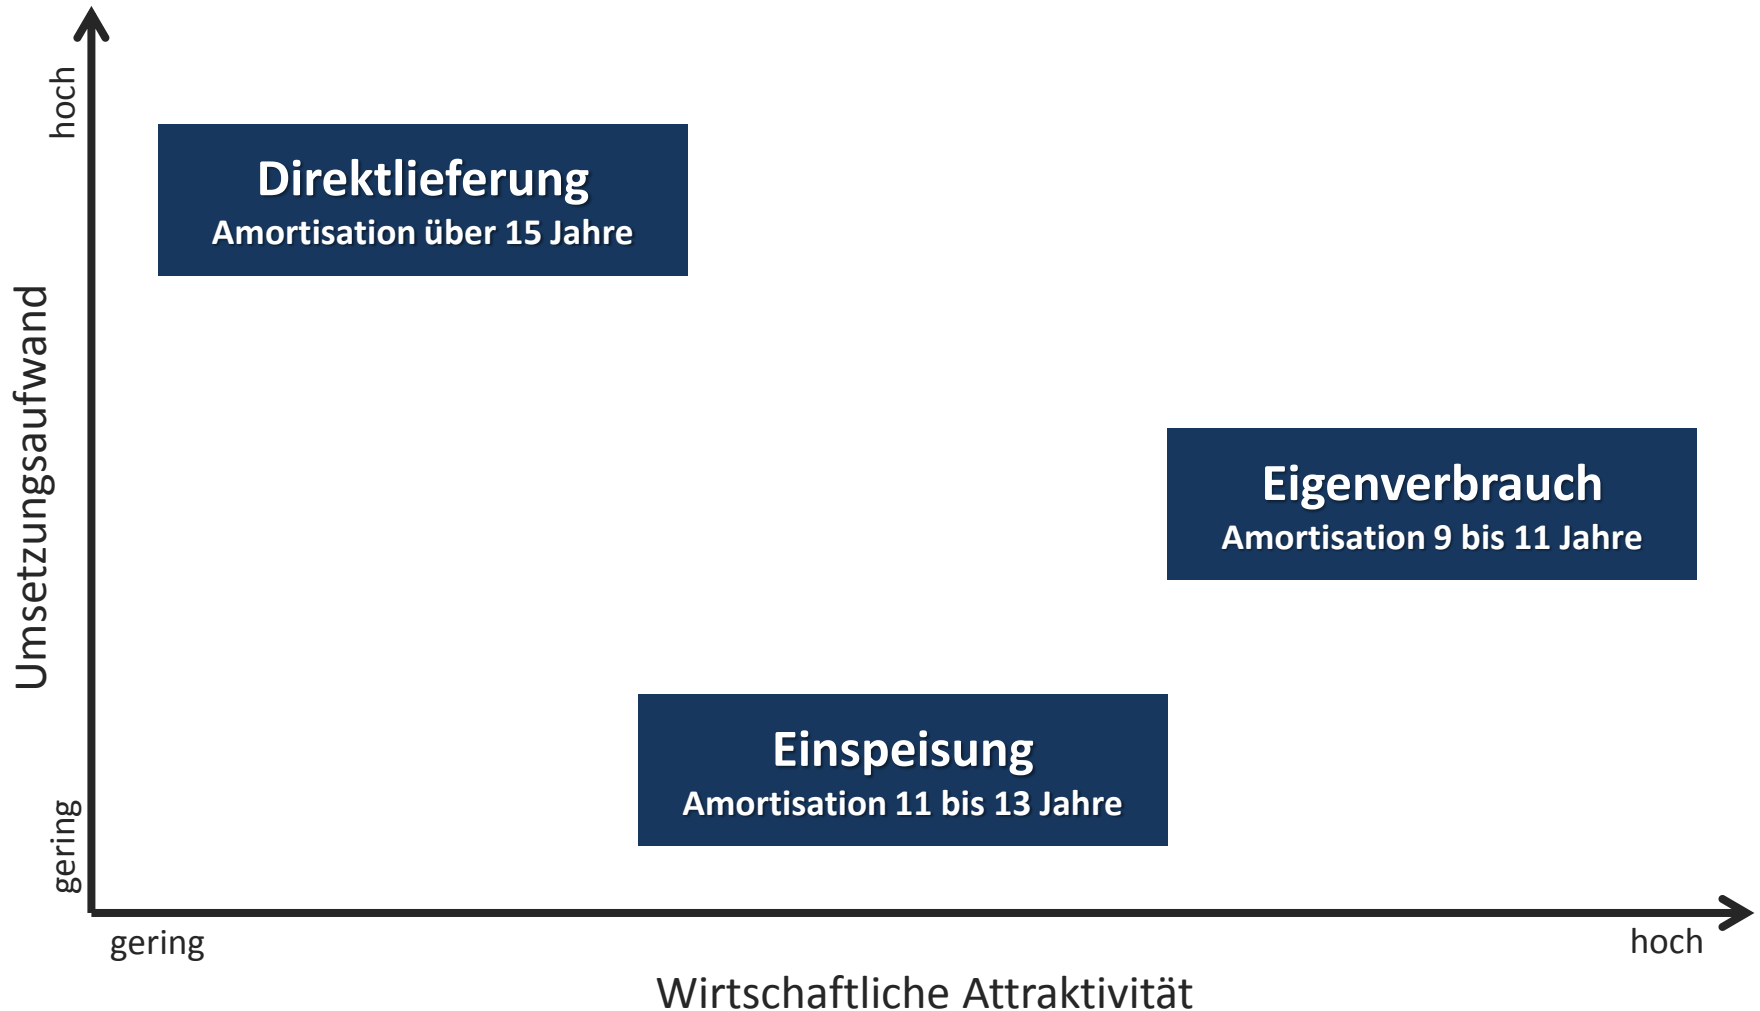 hoch
Direktlieferung
Amortisation über 15 Jahre
Umsetzungsaufwand
Eigenverbrauch
Amortisation 9 bis 11 Jahre
Einspeisung
Amortisation 11 bis 13 Jahre
gering
gering
hoch
Wirtschaftliche Attraktivität